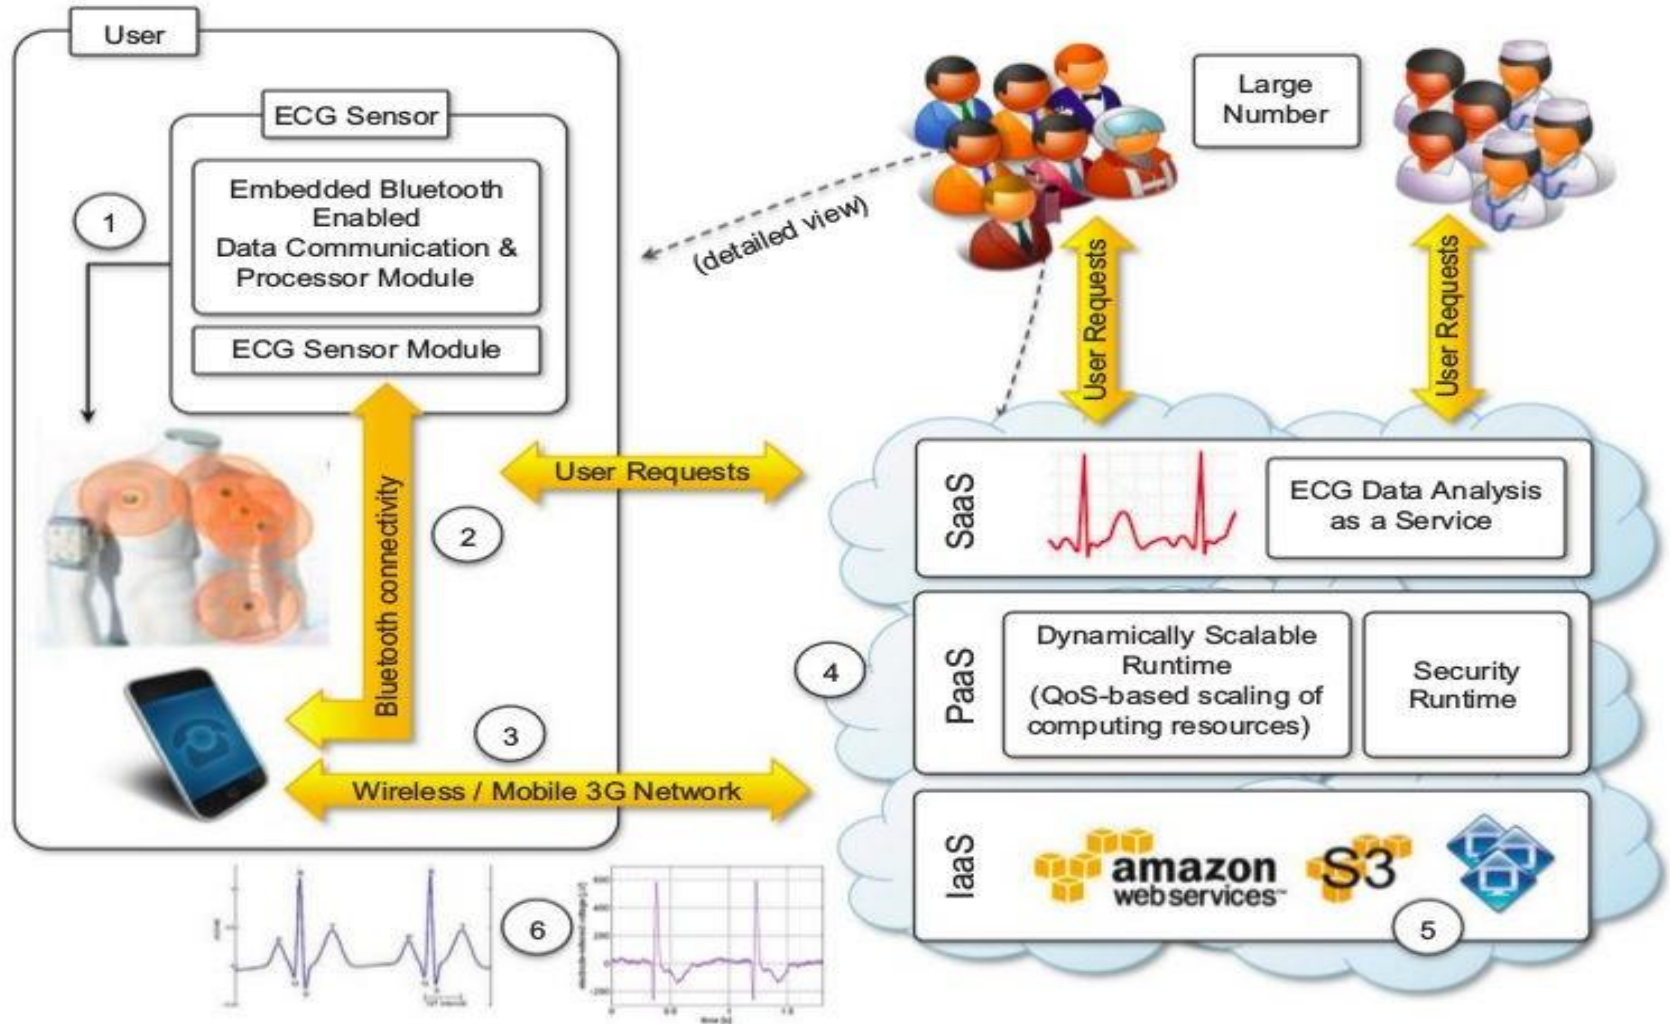 User
ECG Sensor
Embedded Bluetooth
Enabled
Data Communication &
Processor Module
ECG Sensor Module
1
Bluetooth connectivity
2
User Requests
3
Wireless / Mobile 3G Network
(detailed view)
Large
Number
User Requests
User Requests
SaaS
ECG Data Analysis
as a Service
4
PaaS
Dynamically Scalable
Runtime
(QoS-based scaling of
computing resources)
Security
Runtime
IaaS
amazon
webservices™
S3
5
6